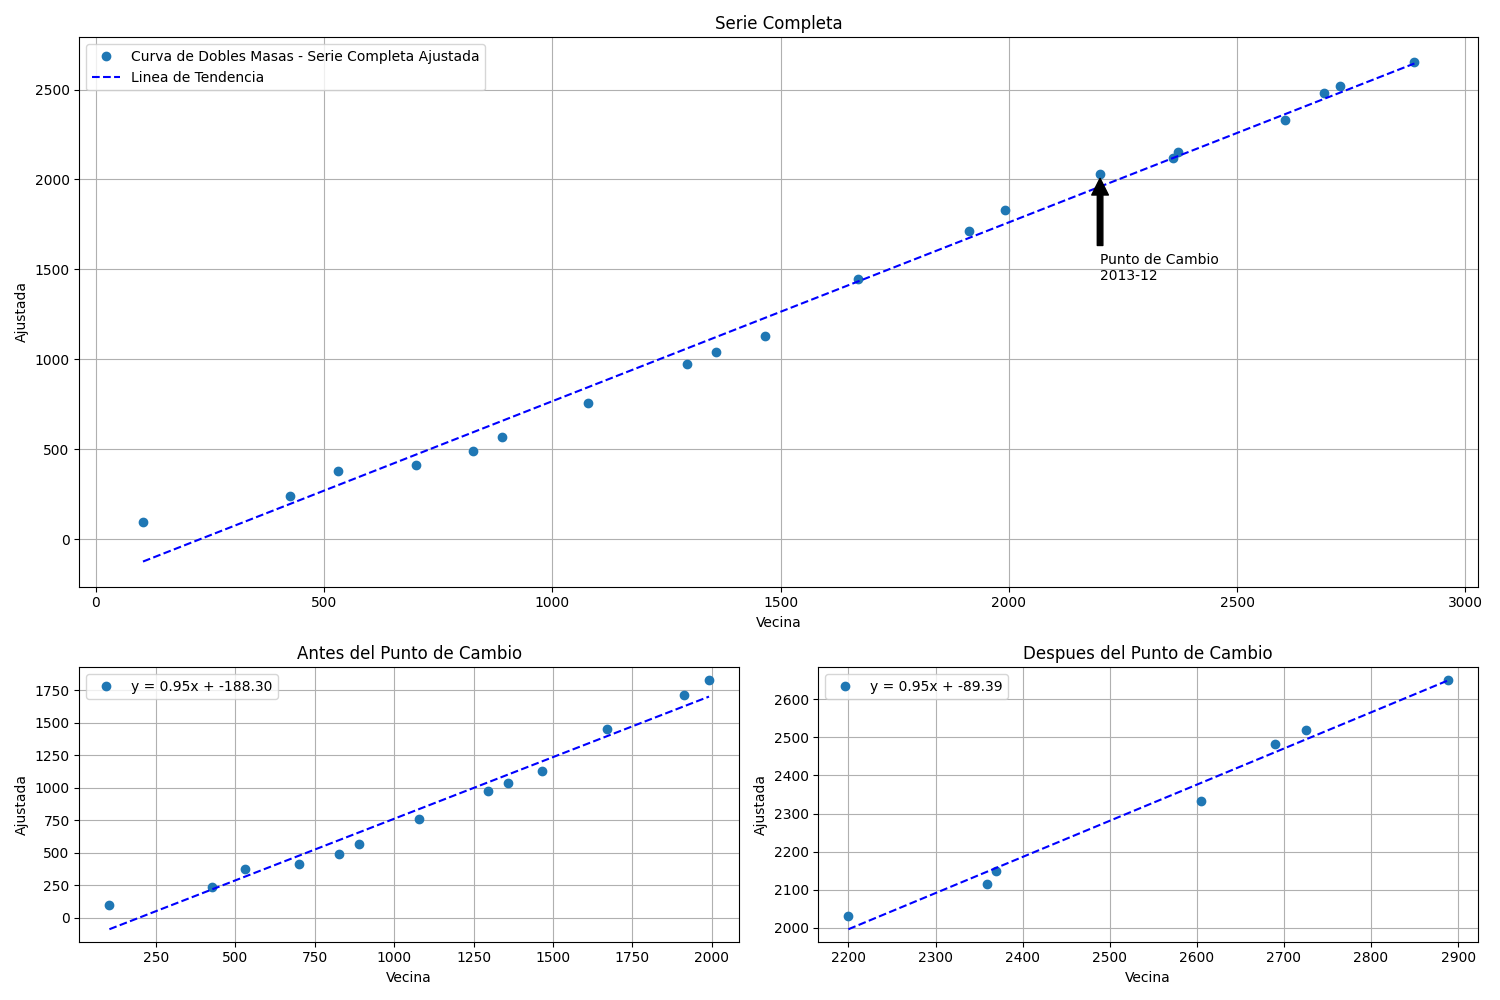 Serie Completa
Curva de Dobles Masas - Serie Completa Ajustada
Linea de Tendencia
2500
2000
1500
1000
500
0
Ajustada
Punto de Cambio
2013-12
0 500 1000 1500 2000 2500 3000
Vecina
Antes del Punto de Cambio
y = 0.95x + -188.30
1750
1500
1250
1000
750
500
250
0
Ajustada
250 500 750 1000 1250 1500 1750 2000
Vecina
Despues del Punto de Cambio
y = 0.95x + -89.39
2600
2500
2400
2300
2200
2100
2000
Ajustada
2200 2300 2400 2500 2600 2700 2800 2900
Vecina